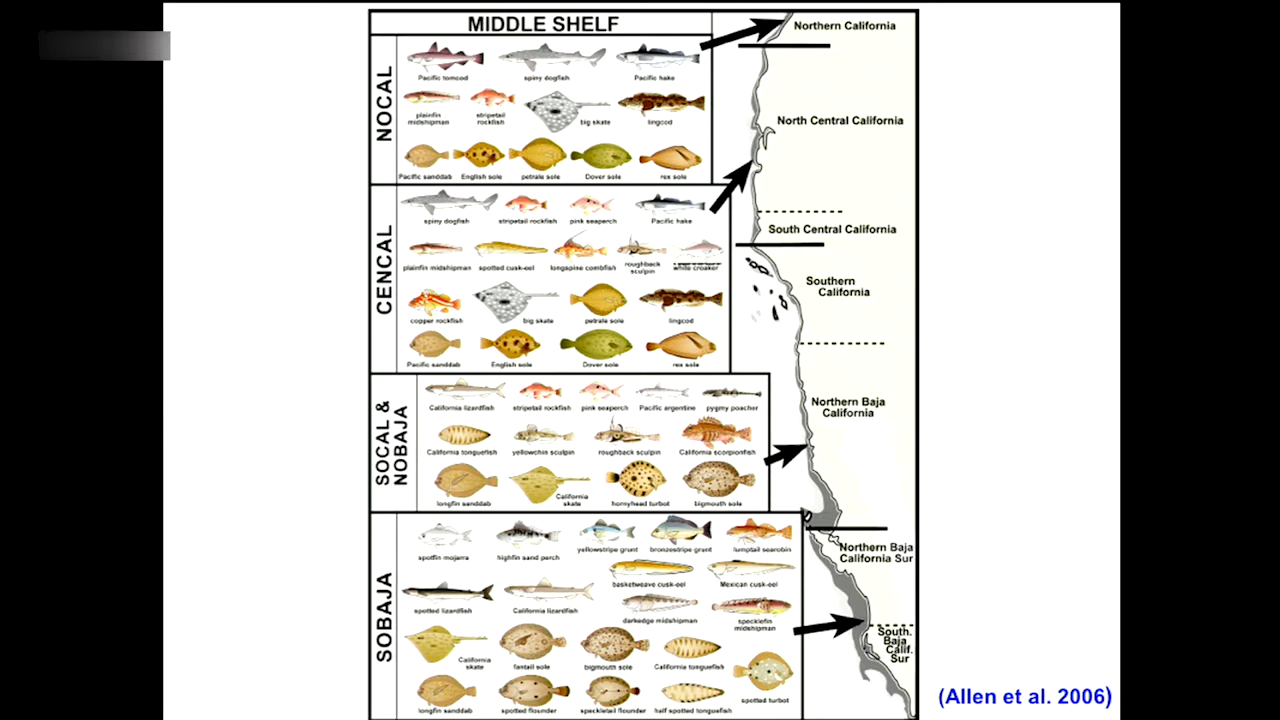 MIDDLE SHELF
NOCAL
Pacific tomcod
spiny dogfish
Pacific hake
plainfin
midshipman
stripetail
rockfish
big skate
lingcod
Pacific sanddab
English sole
petrale sole
Dover sole
rex sole
CENCAL
spiny dogfish
stripetail rockfish
pink seaperch
Pacific hake
plainfin midshipman
spotted cusk-eel
longspine combfish
roughback
sculpin
white croaker
copper rockfish
big skate
petrale sole
lingcod
Pacific sanddab
English sole
Dover sole
rex sole
SOCAL &
NOBAJA
California lizardfish
stripetail rockfish
pink seaperch
Pacific argentine
pygmy poacher
California tonguefish
yellowchin sculpin
roughback sculpin
California scorpionfish
longfin sanddab
California
skate
hornyhead turbot
bigmouth sole
SOBAJA
spotfin mojarra
highfin sand perch
yellowstripe grunt
bronzestripe grunt
lumptail searobin
basketweave cusk-eel
Mexican cusk-eel
spotted lizardfish
California lizardfish
darkedge midshipman
specklefin
midshipman
California
skate
fantail sole
bigmouth sole
California tonguefish
spotted turbot
longfin sanddab
spotted flounder
speckletail flounder
half spotted tonguefish
Northern California
North Central California
South Central California
Southern
California
Northern Baja
California
Northern Baja
California Sur
South.
Baja
Calif.
Sur
(Allen et al. 2006)